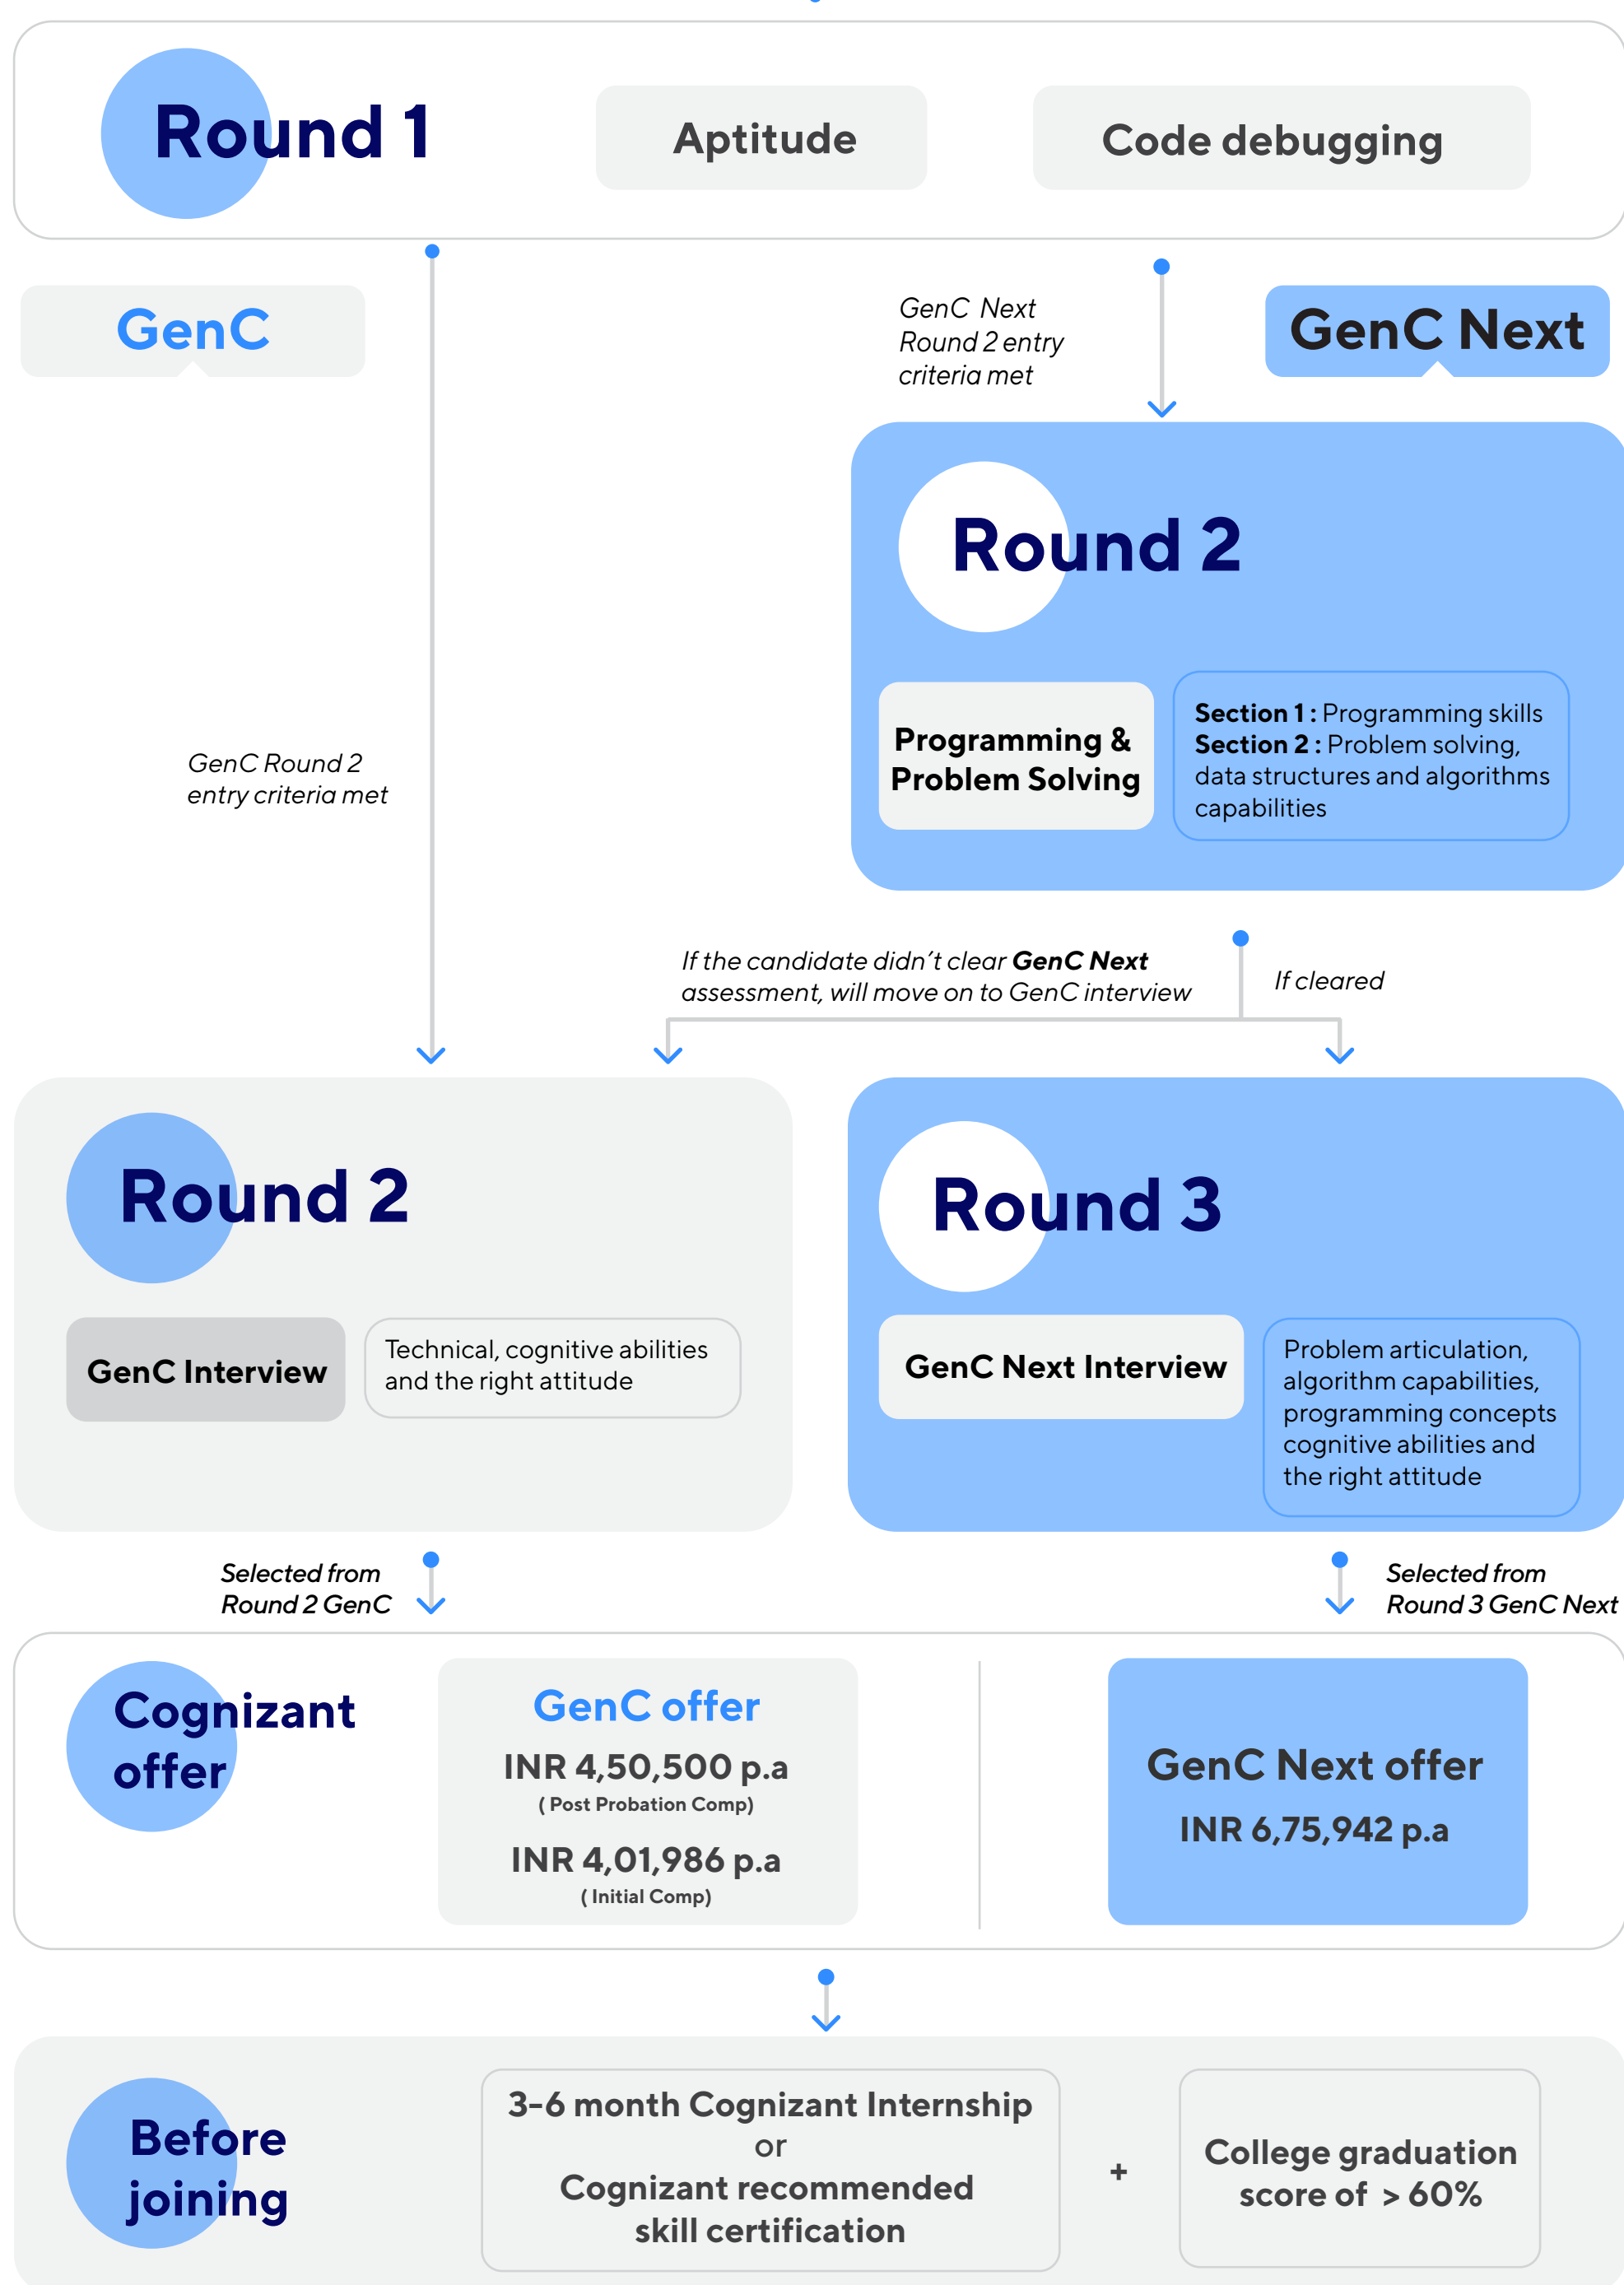 Round 1
Aptitude
Code debugging
GenC
GenC Next
Round 2 entry
criteria met
GenC Next
Round 2
Programming &
Problem Solving
Section 1 : Programming skills
Section 2 : Problem solving,
data structures and algorithms
capabilities
GenC Round 2
entry criteria met
If the candidate didn’t clear GenC Next
assessment, will move on to GenC interview
If cleared
Round 2
GenC Interview
Technical, cognitive abilities
and the right attitude
Round 3
GenC Next Interview
Problem articulation,
algorithm capabilities,
programming concepts
cognitive abilities and
the right attitude
Selected from
Round 2 GenC
Selected from
Round 3 GenC Next
Cognizant
offer
GenC offer
INR 4,50,500 p.a
( Post Probation Comp)
INR 4,01,986 p.a
( Initial Comp)
GenC Next offer
INR 6,75,942 p.a
Before
joining
3-6 month Cognizant Internship
or
Cognizant recommended
skill certification
+
College graduation
score of > 60%